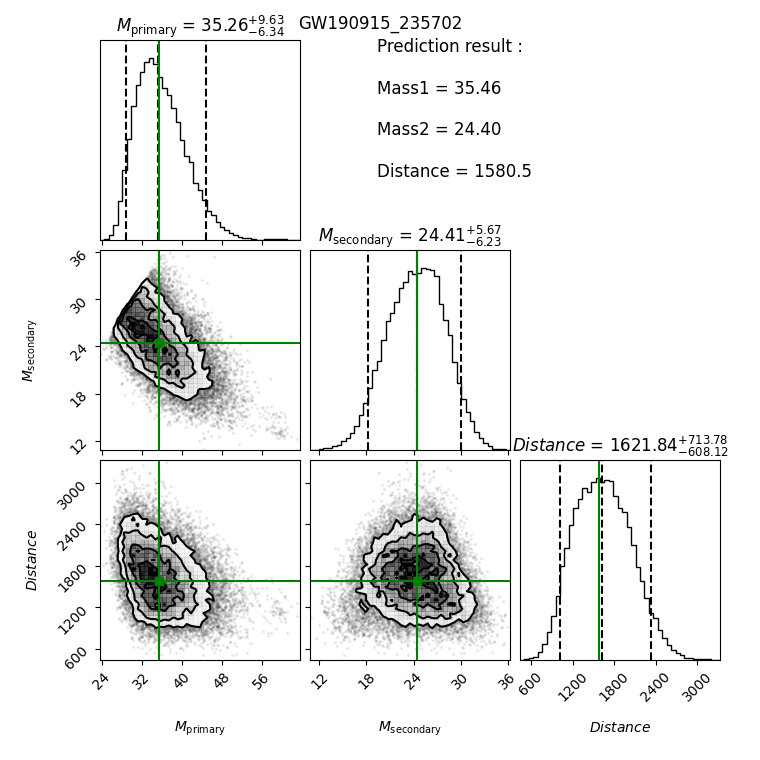 M_primary = 35.26 +9.63 −6.34 GW190915_235702
Prediction result :
Mass1 = 35.46
Mass2 = 24.40
Distance = 1580.5
M_secondary = 24.41 +5.67 −6.23
36
30
24
18
12
M_secondary
Distance = 1621.84 +713.78 −608.12
3000
2400
1800
1200
600
Distance
24 32 40 48 56
12 18 24 30 36
600 1200 1800 2400 3000
M_primary
M_secondary
Distance